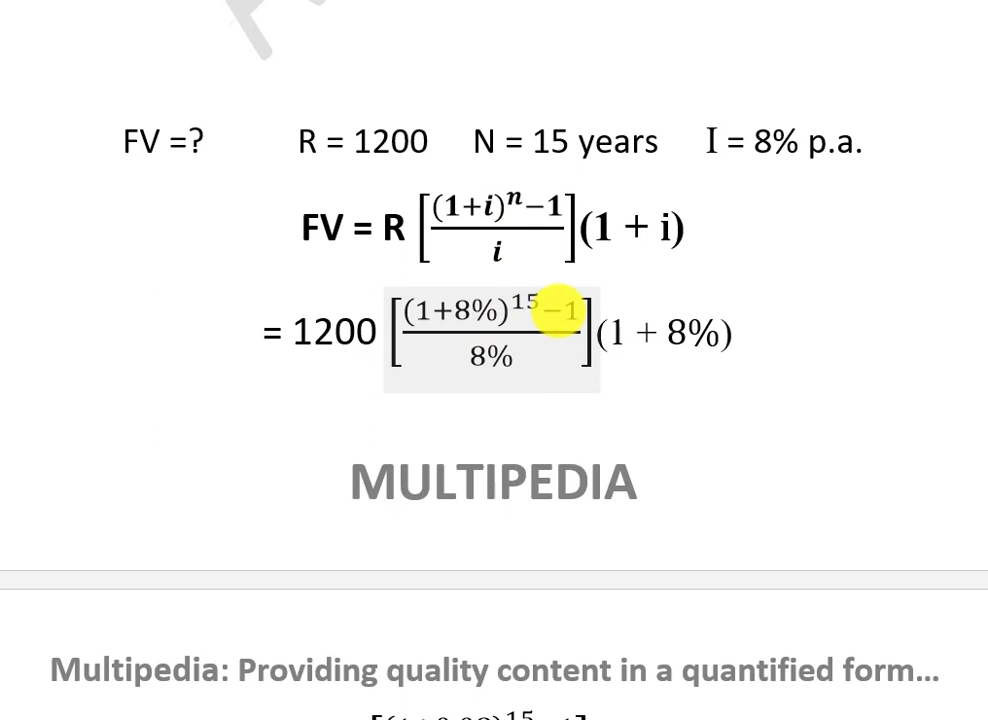 FV =? R = 1200 N = 15 years I = 8% p.a.
FV = R [((1+i)^n−1)/i](1 + i)
= 1200 [((1+8%)^15−1)/8%](1 + 8%)
MULTIPEDIA
Multipedia: Providing quality content in a quantified form...